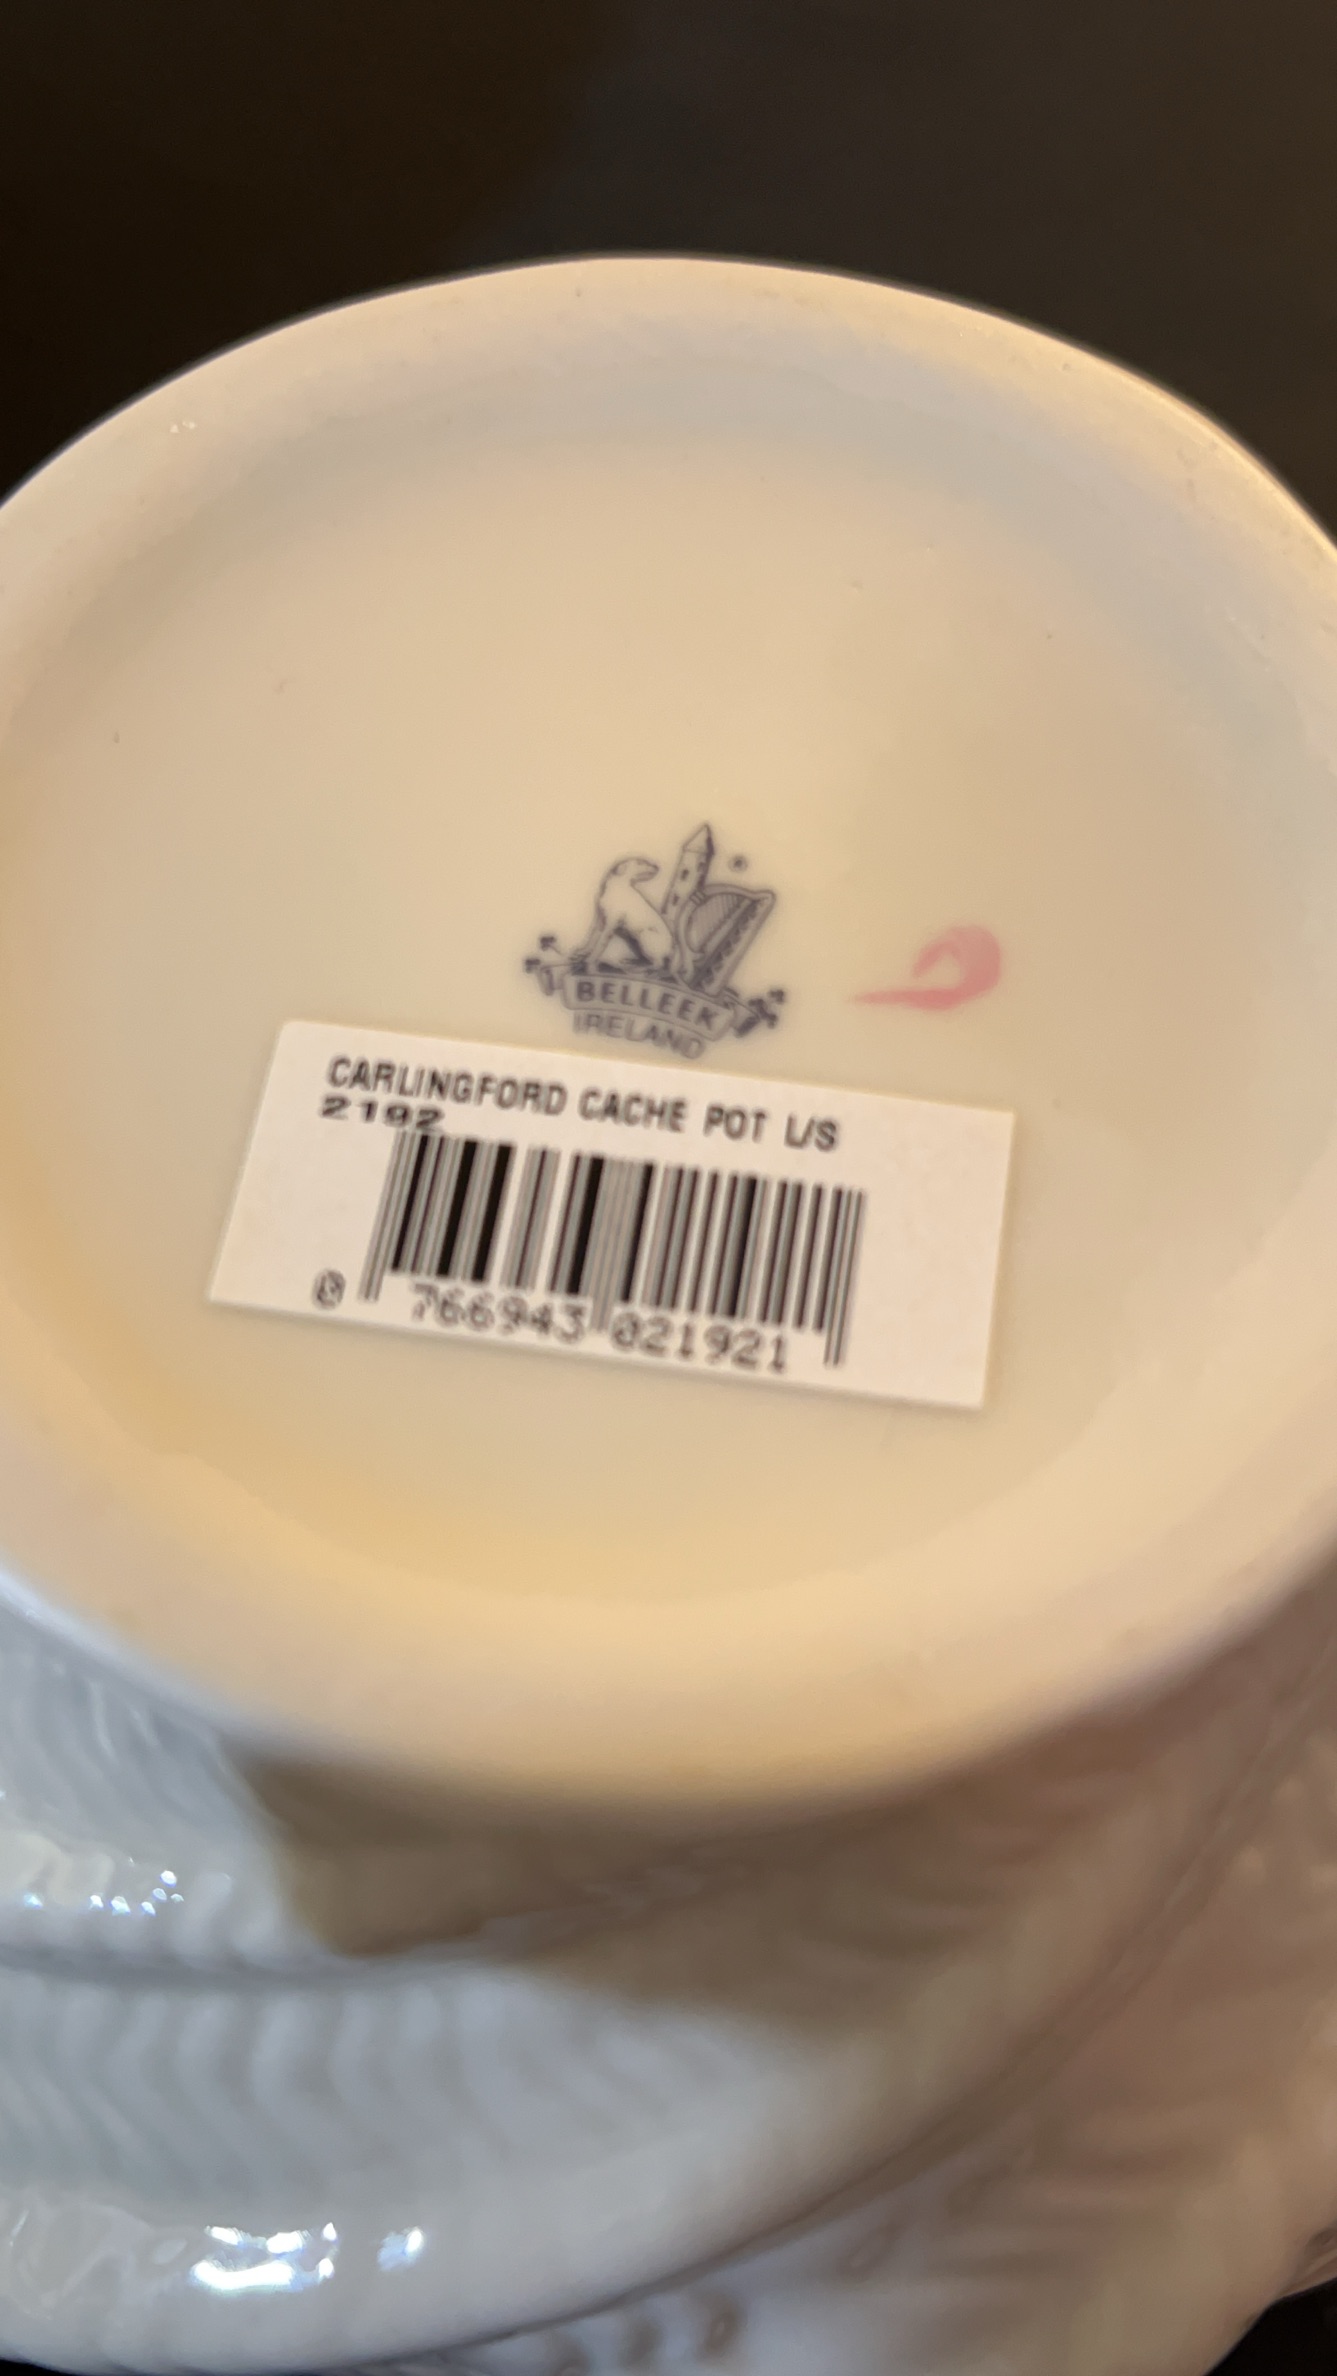 ®
BELLEEK
IRELAND
CARLINGFORD CACHE POT L/S
2192
0 766943 021921